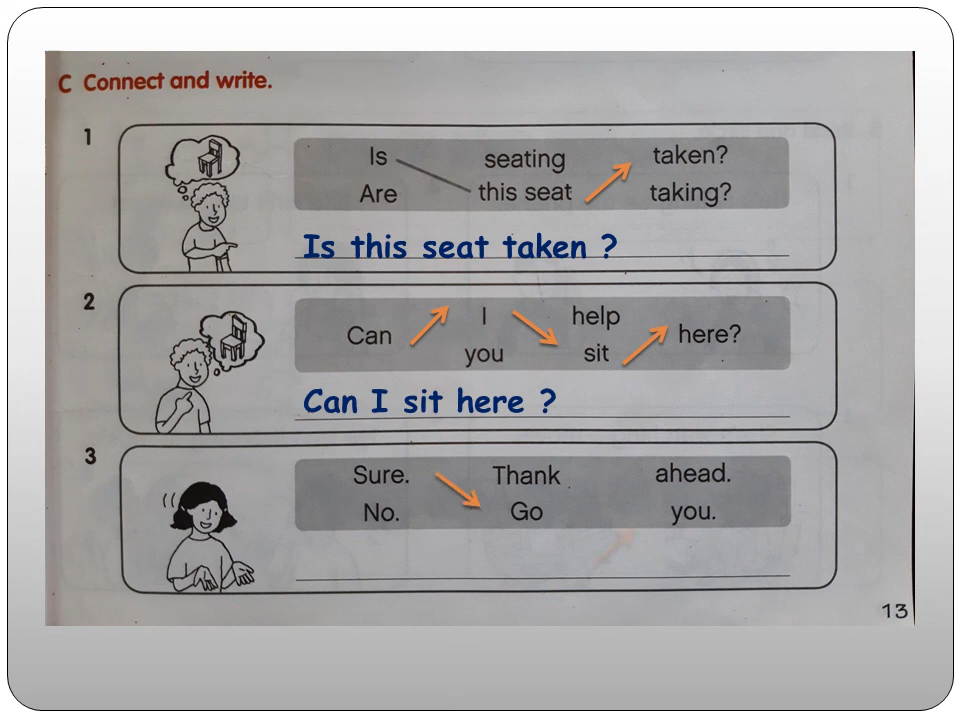 C Connect and write.
1
Is seating taken?
Are this seat taking?
Is this seat taken ?
2
I help
Can here?
you sit
Can I sit here ?
3
Sure. Thank ahead.
No. Go you.
13